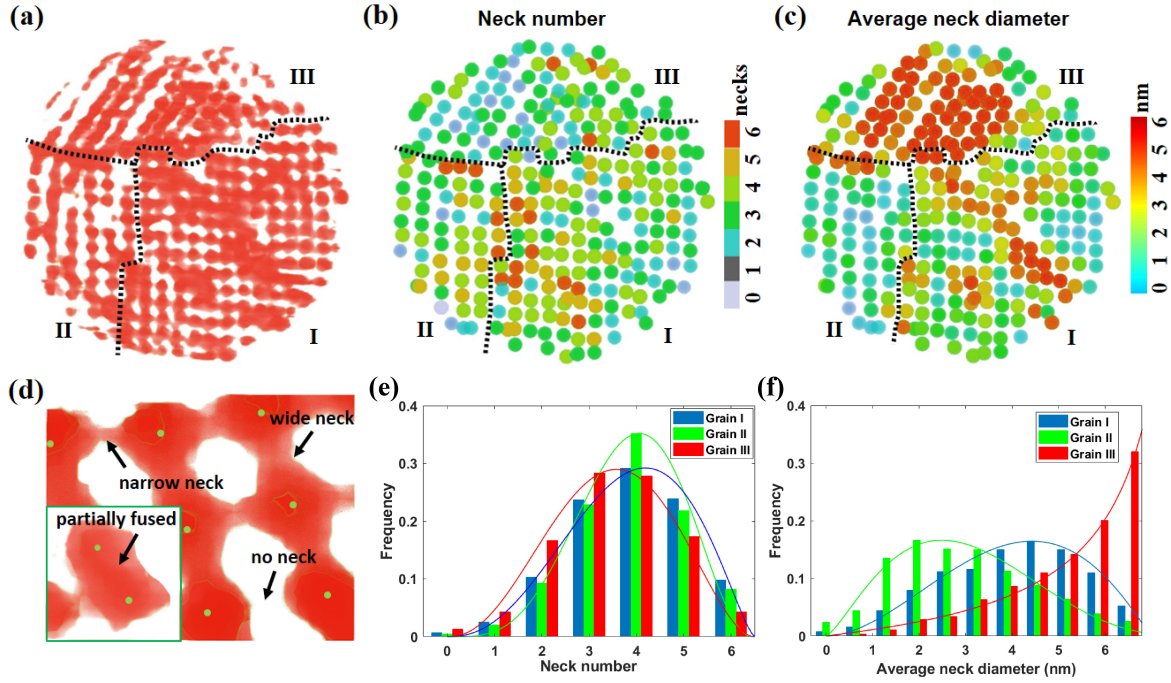 (a)
III
II
I
(b)
Neck number
III
II
I
necks
6
5
4
3
2
1
0
(c)
Average neck diameter
III
II
I
nm
6
5
4
3
2
1
0
(d)
wide neck
narrow neck
partially fused
no neck
(e)
0.4
0.3
0.2
0.1
0
Frequency
Grain I
Grain II
Grain III
0 1 2 3 4 5 6
Neck number
(f)
0.4
0.3
0.2
0.1
0
Frequency
Grain I
Grain II
Grain III
0 1 2 3 4 5 6
Average neck diameter (nm)